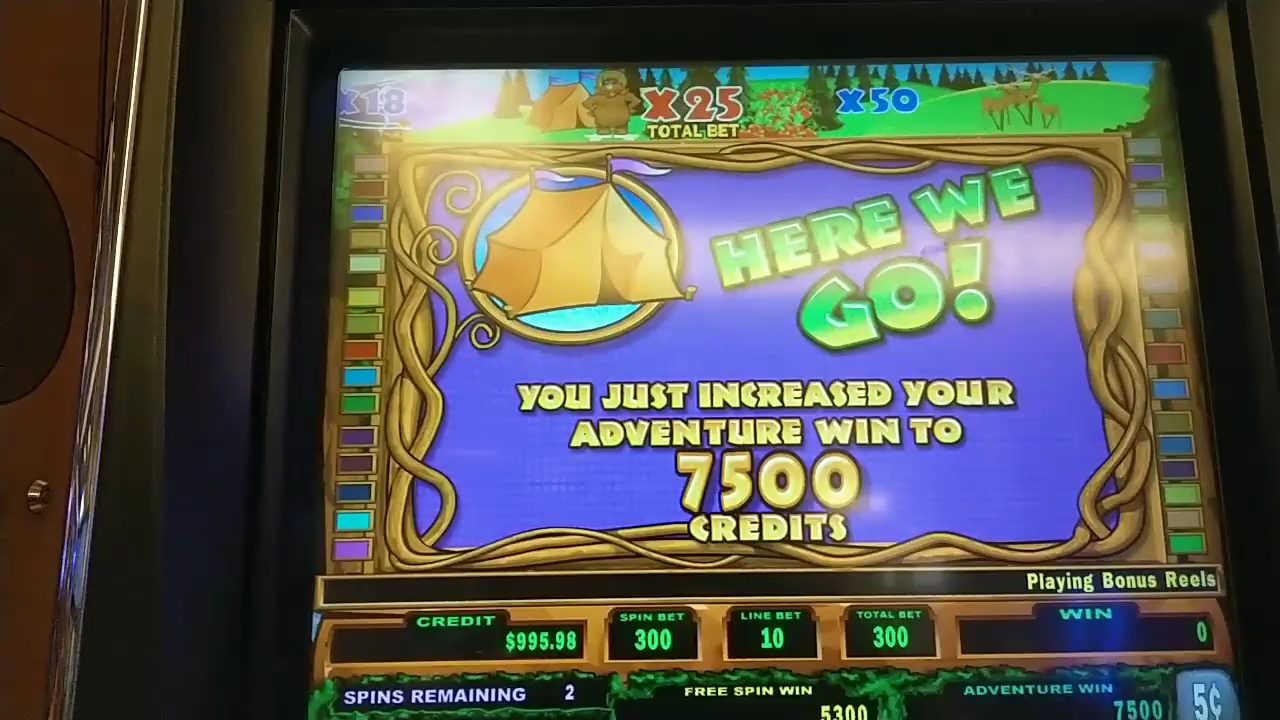 X18
X25
TOTAL BET
X50
HERE WE
GO!
YOU JUST INCREASED YOUR
ADVENTURE WIN TO
7500
CREDITS
Playing Bonus Reels
CREDIT
$995.98
SPIN BET
300
LINE BET
10
TOTAL BET
300
WIN
0
SPINS REMAINING 2
FREE SPIN WIN
5300
ADVENTURE WIN
7500
5¢